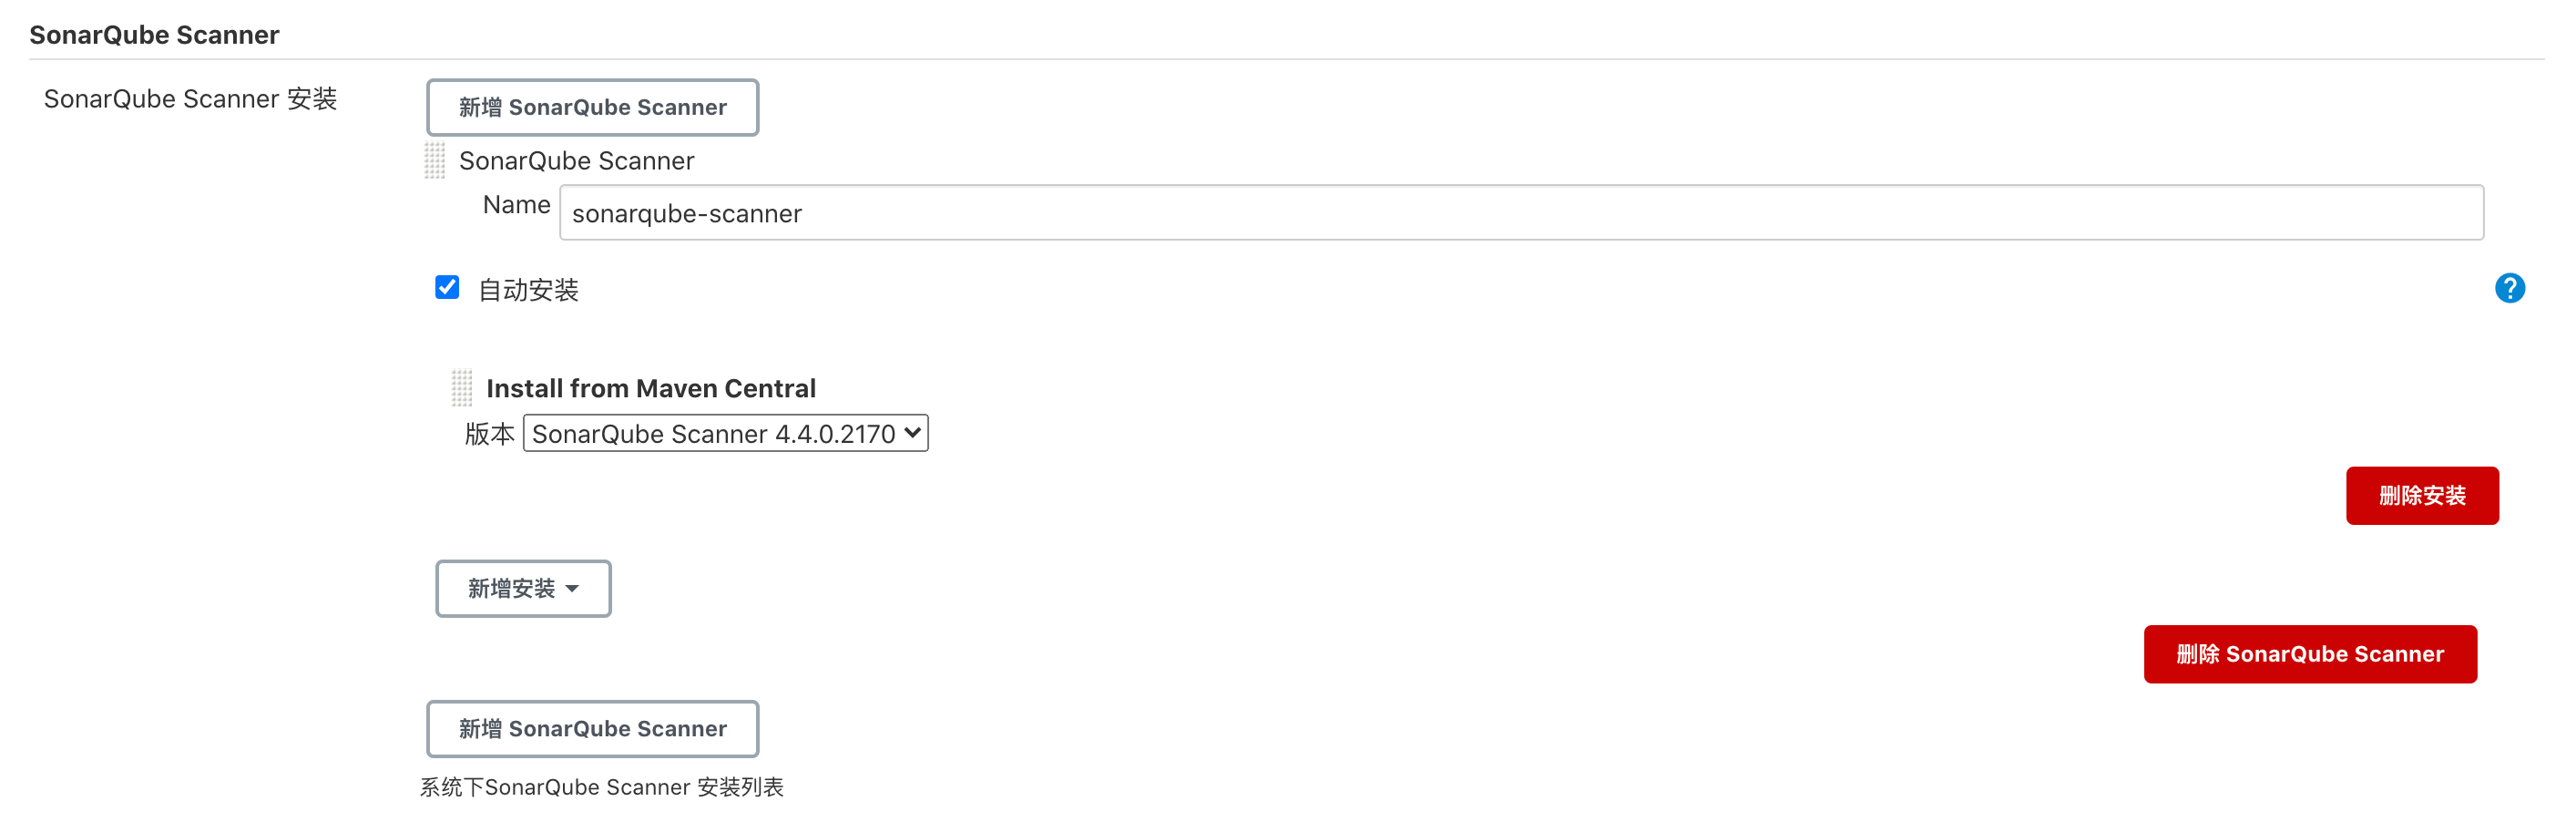 SonarQube Scanner
SonarQube Scanner 安装
新增 SonarQube Scanner
SonarQube Scanner
Name sonarqube-scanner
自动安装
?
Install from Maven Central
版本 SonarQube Scanner 4.4.0.2170
删除安装
新增安装
删除 SonarQube Scanner
新增 SonarQube Scanner
系统下SonarQube Scanner 安装列表